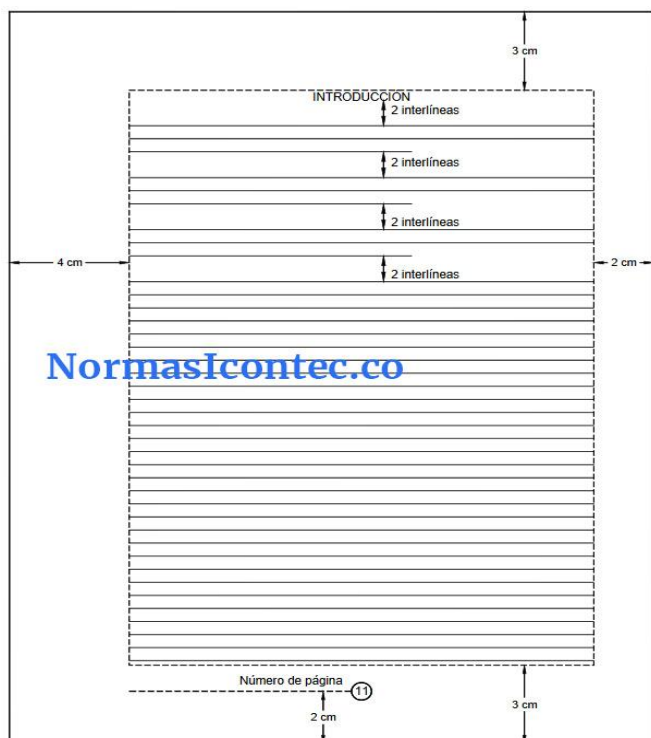 3 cm
INTRODUCCIÓN
2 interlíneas
2 interlíneas
2 interlíneas
4 cm
2 cm
2 interlíneas
NormasIcontec.co
Número de página 11
2 cm
3 cm